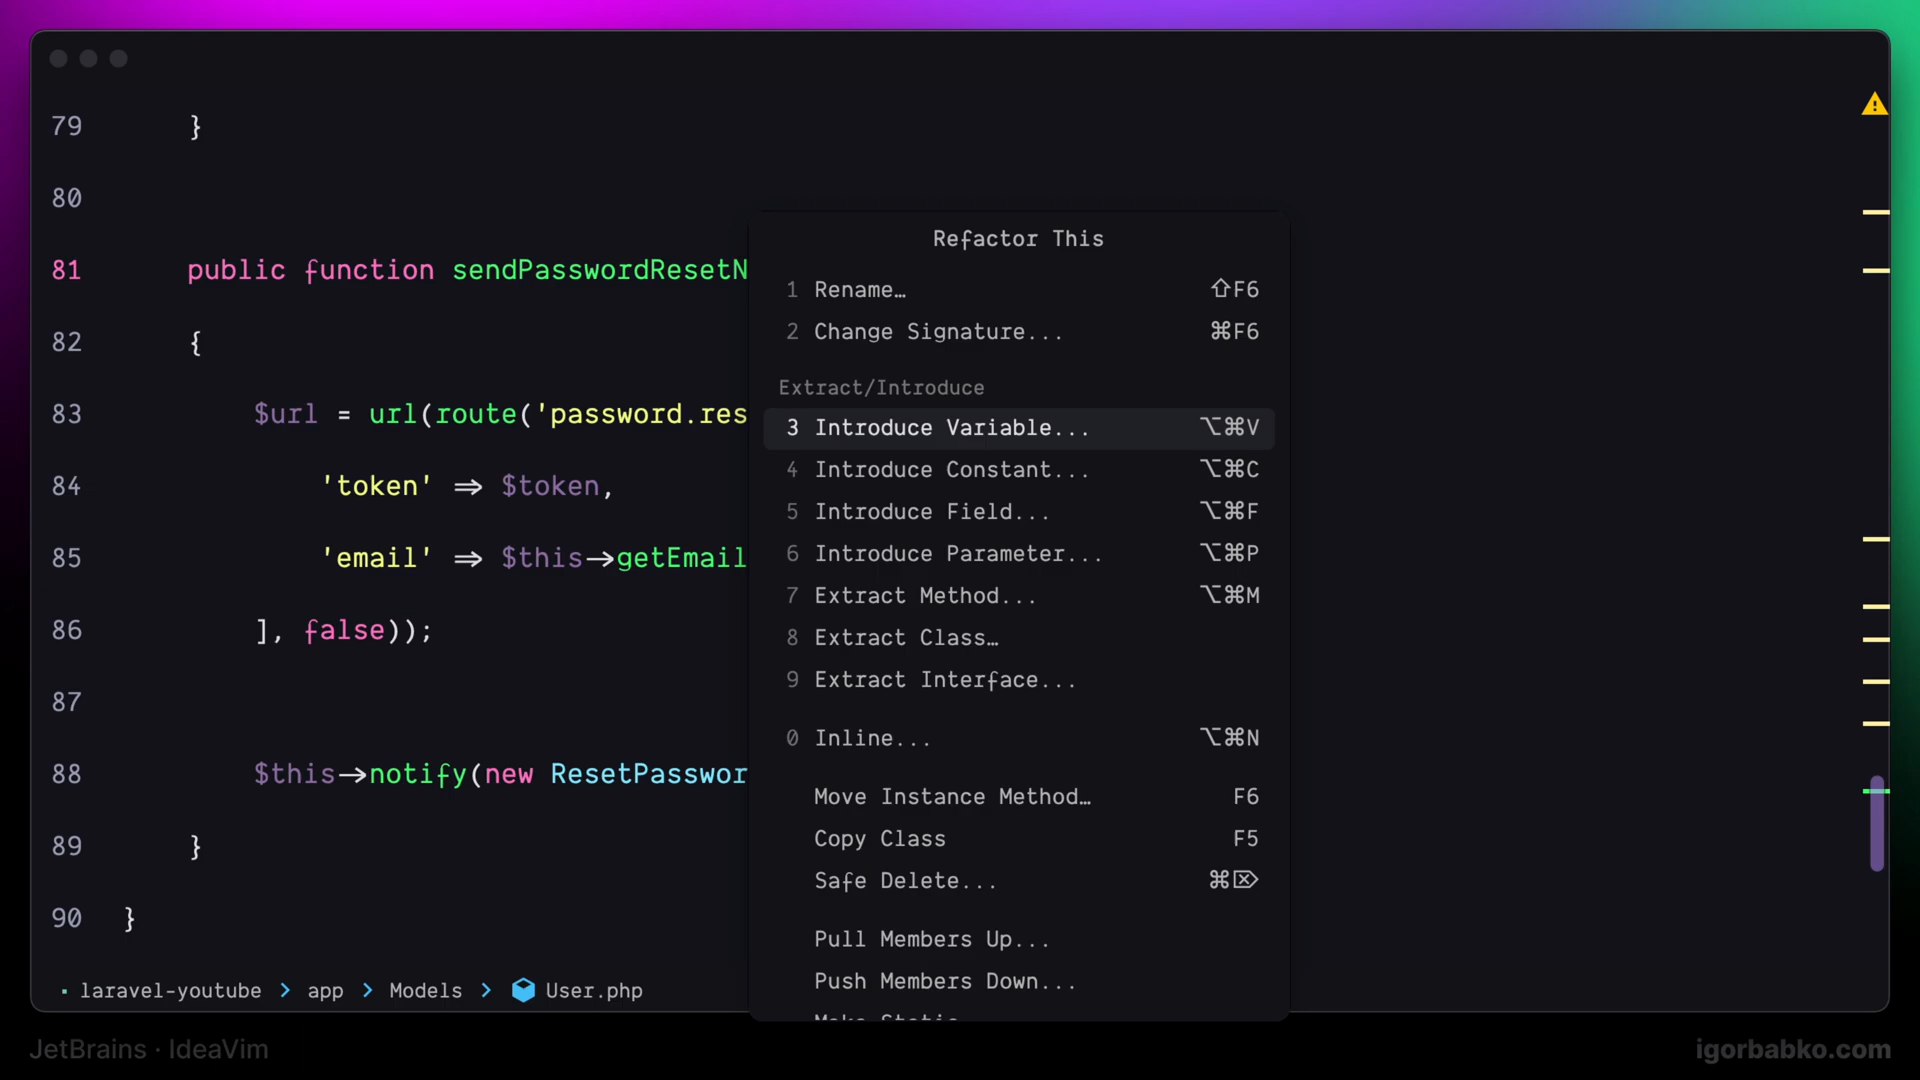 79 }
80
81 public function sendPasswordResetN
82 {
83 $url = url(route('password.res
84 'token' => $token,
85 'email' => $this->getEmail
86 ], false));
87
88 $this->notify(new ResetPasswor
89 }
90 }
Refactor This
1 Rename… ⇧F6
2 Change Signature... ⌘F6
Extract/Introduce
3 Introduce Variable... ⌥⌘V
4 Introduce Constant... ⌥⌘C
5 Introduce Field... ⌥⌘F
6 Introduce Parameter... ⌥⌘P
7 Extract Method... ⌥⌘M
8 Extract Class…
9 Extract Interface...
0 Inline... ⌥⌘N
Move Instance Method… F6
Copy Class F5
Safe Delete... ⌘⌦
Pull Members Up...
Push Members Down...
Make Static
laravel-youtube > app > Models > User.php
JetBrains · IdeaVim
igorbabko.com